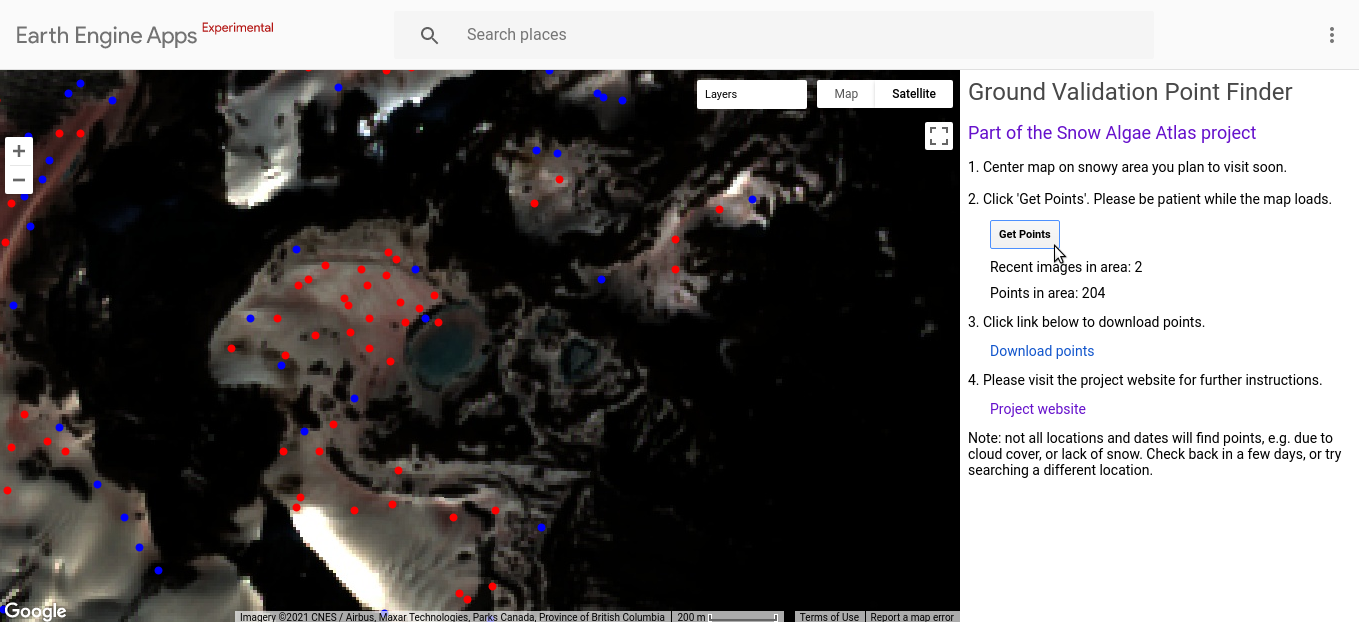 Earth Engine Apps Experimental
Search places
Layers
Map
Satellite
+
−
Google
Imagery ©2021 CNES / Airbus, Maxar Technologies, Parks Canada, Province of British Columbia
200 m
Terms of Use
Report a map error
Ground Validation Point Finder
Part of the Snow Algae Atlas project
1. Center map on snowy area you plan to visit soon.
2. Click 'Get Points'. Please be patient while the map loads.
Get Points
Recent images in area: 2
Points in area: 204
3. Click link below to download points.
Download points
4. Please visit the project website for further instructions.
Project website
Note: not all locations and dates will find points, e.g. due to
cloud cover, or lack of snow. Check back in a few days, or try
searching a different location.